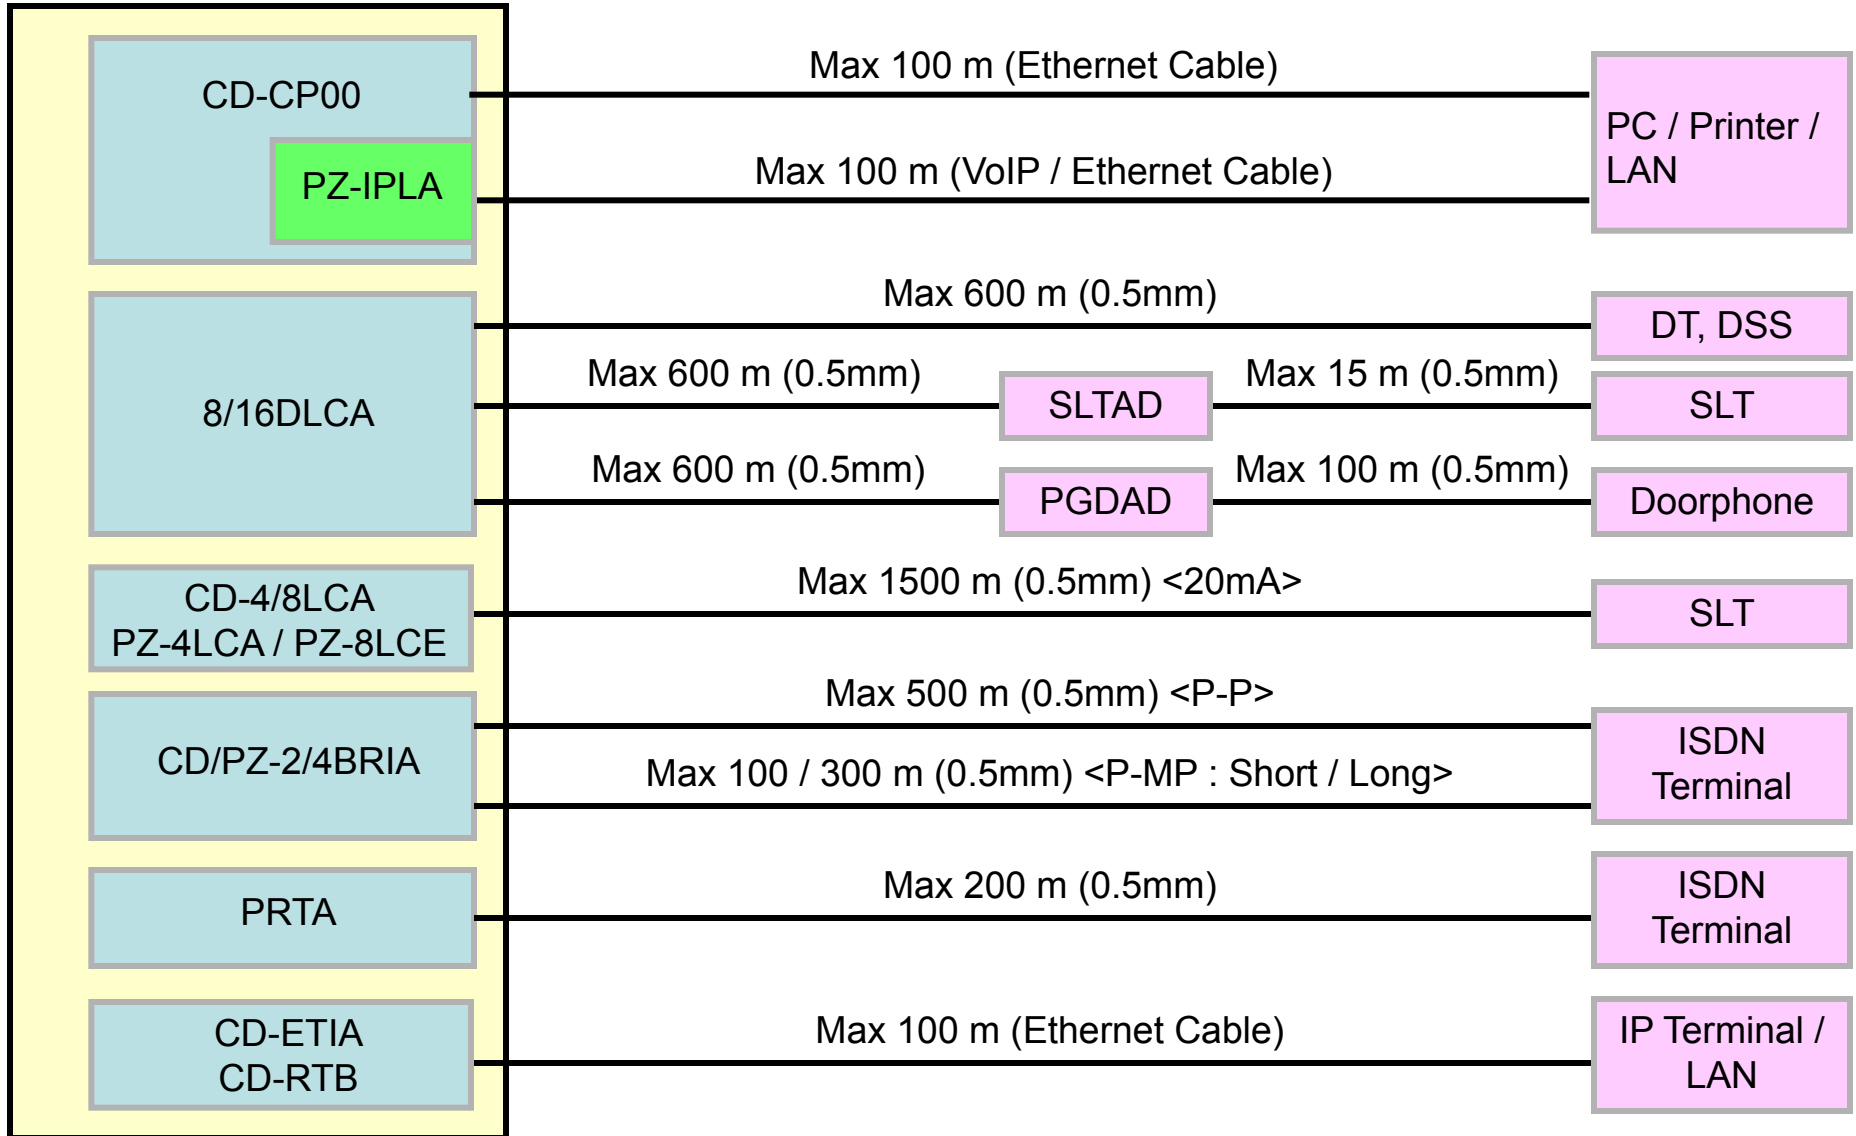 CD-CP00
PZ-IPLA
Max 100 m (Ethernet Cable)
Max 100 m (VoIP / Ethernet Cable)
PC / Printer /
LAN
8/16DLCA
Max 600 m (0.5mm)
DT, DSS
Max 600 m (0.5mm)
SLTAD
Max 15 m (0.5mm)
SLT
Max 600 m (0.5mm)
PGDAD
Max 100 m (0.5mm)
Doorphone
CD-4/8LCA
PZ-4LCA / PZ-8LCE
Max 1500 m (0.5mm) <20mA>
SLT
CD/PZ-2/4BRIA
Max 500 m (0.5mm) <P-P>
Max 100 / 300 m (0.5mm) <P-MP : Short / Long>
ISDN
Terminal
PRTA
Max 200 m (0.5mm)
ISDN
Terminal
CD-ETIA
CD-RTB
Max 100 m (Ethernet Cable)
IP Terminal /
LAN